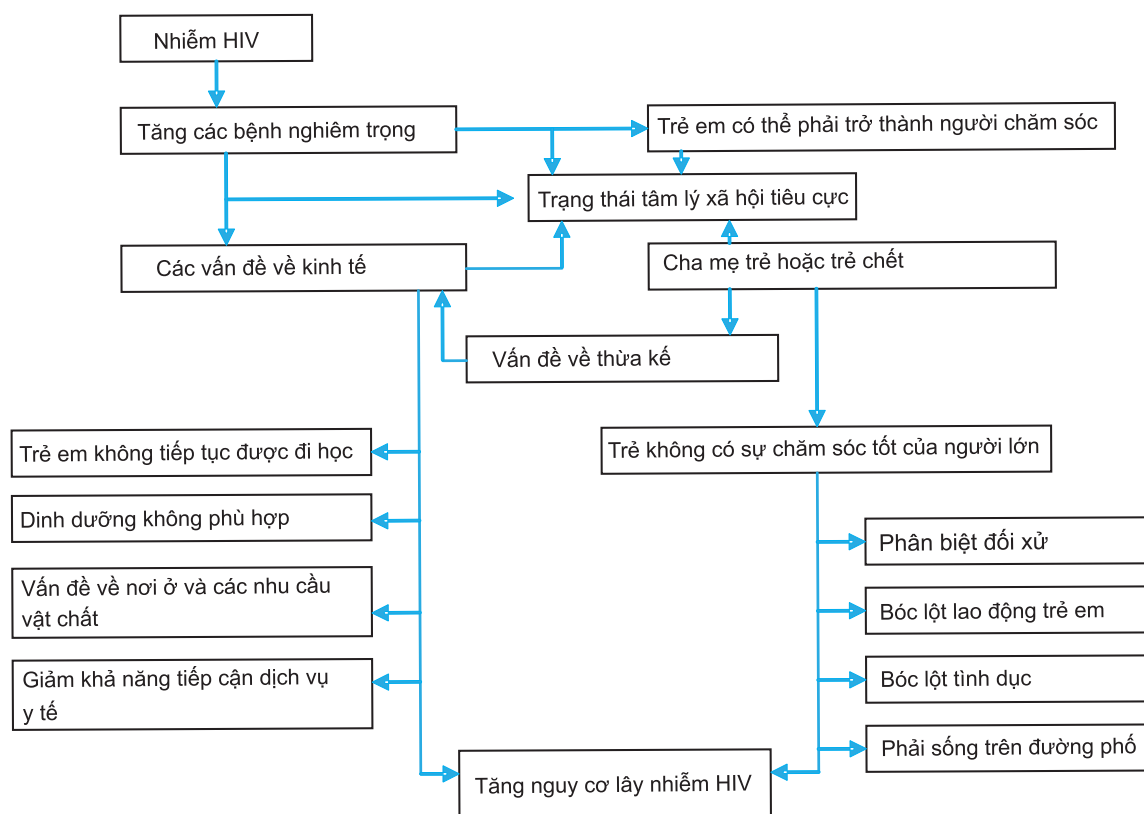 Nhiễm HIV
Tăng các bệnh nghiêm trọng
Trẻ em có thể phải trở thành người chăm sóc
Trạng thái tâm lý xã hội tiêu cực
Các vấn đề về kinh tế
Cha mẹ trẻ hoặc trẻ chết
Vấn đề về thừa kế
Trẻ em không tiếp tục được đi học
Trẻ không có sự chăm sóc tốt của người lớn
Dinh dưỡng không phù hợp
Phân biệt đối xử
Vấn đề về nơi ở và các nhu cầu
vật chất
Bóc lột lao động trẻ em
Giảm khả năng tiếp cận dịch vụ
y tế
Bóc lột tình dục
Phải sống trên đường phố
Tăng nguy cơ lây nhiễm HIV